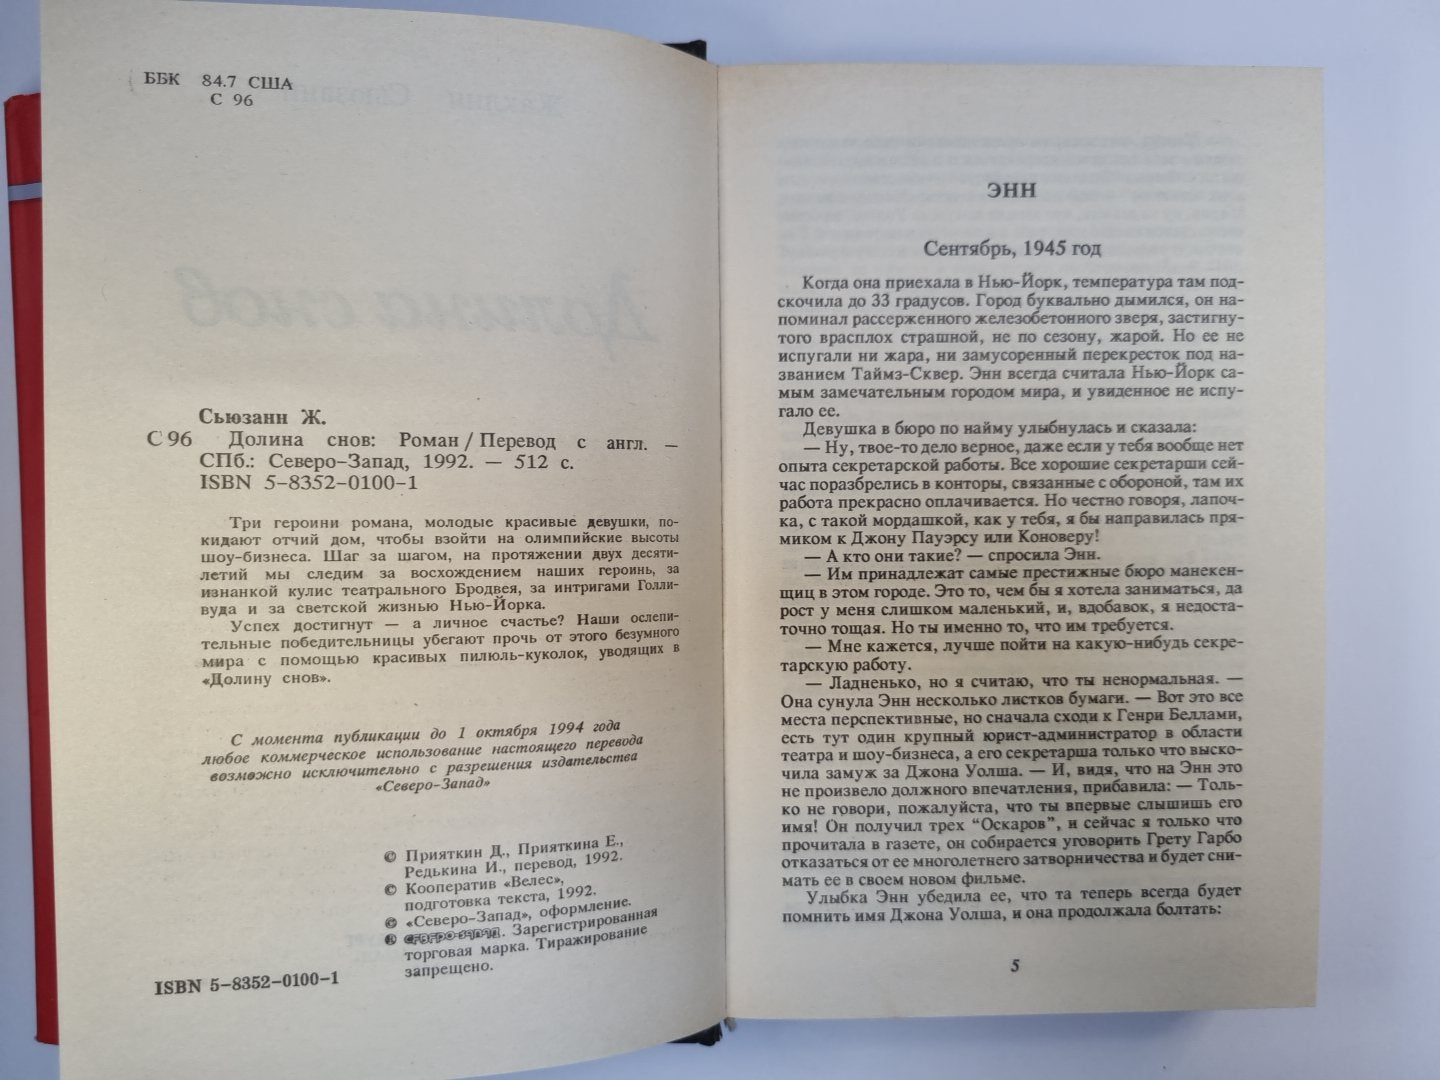 ББК 84.7 США
С 96
Сьюзанн Ж.
С 96 Долина снов: Роман / Перевод с англ. —
СПб.: Северо-Запад, 1992. — 512 с.
ISBN 5-8352-0100-1
Три героини романа, молодые красивые девушки, по-
кидают отчий дом, чтобы взойти на олимпийские высоты
шоу-бизнеса. Шаг за шагом, на протяжении двух десяти-
летий мы следим за восхождением наших героинь, за
изнанкой кулис театрального Бродвея, за интригами Голли-
вуда и за светской жизнью Нью-Йорка.
Успех достигнут — а личное счастье? Наши ослепи-
тельные победительницы убегают прочь от этого безумного
мира с помощью красивых пилюль-куколок, уводящих в
«Долину снов».
С момента публикации до 1 октября 1994 года
любое коммерческое использование настоящего перевода
возможно исключительно с разрешения издательства
«Северо-Запад»
© Прияткин Д., Прияткина Е.,
Редькина И., перевод, 1992.
© Кооператив «Велес»,
подготовка текста, 1992.
© «Северо-Запад», оформление.
® СЕВЕРО-ЗАПАД. Зарегистрированная
торговая марка. Тиражирование
запрещено.
ISBN 5-8352-0100-1
ЭНН
Сентябрь, 1945 год
Когда она приехала в Нью-Йорк, температура там под-
скочила до 33 градусов. Город буквально дымился, он на-
поминал рассерженного железобетонного зверя, застигну-
того врасплох страшной, не по сезону, жарой. Но ее не
испугали ни жара, ни замусоренный перекресток под на-
званием Таймз-Сквер. Энн всегда считала Нью-Йорк са-
мым замечательным городом мира, и увиденное не испу-
гало ее.
Девушка в бюро по найму улыбнулась и сказала:
— Ну, твое-то дело верное, даже если у тебя вообще нет
опыта секретарской работы. Все хорошие секретарши сей-
час поразбрелись в конторы, связанные с обороной, там их
работа прекрасно оплачивается. Но честно говоря, лапоч-
ка, с такой мордашкой, как у тебя, я бы направилась пря-
миком к Джону Пауэрсу или Коноверу!
— А кто они такие? — спросила Энн.
— Им принадлежат самые престижные бюро манекен-
щиц в этом городе. Это то, чем бы я хотела заниматься, да
рост у меня слишком маленький, и, вдобавок, я недоста-
точно тощая. Но ты именно то, что им требуется.
— Мне кажется, лучше пойти на какую-нибудь секре-
тарскую работу.
— Ладненько, но я считаю, что ты ненормальная. —
Она сунула Энн несколько листков бумаги. — Вот это все
места перспективные, но сначала сходи к Генри Беллами,
есть тут один крупный юрист-администратор в области
театра и шоу-бизнеса, а его секретарша только что выско-
чила замуж за Джона Уолша. — И, видя, что на Энн это
не произвело должного впечатления, прибавила: — Толь-
ко не говори, пожалуйста, что ты впервые слышишь его
имя! Он получил трех “Оскаров”, и сейчас я только что
прочитала в газете, он собирается уговорить Грету Гарбо
отказаться от ее многолетнего затворничества и будет сни-
мать ее в своем новом фильме.
Улыбка Энн убедила ее, что та теперь всегда будет
помнить имя Джона Уолша, и она продолжала болтать:
5